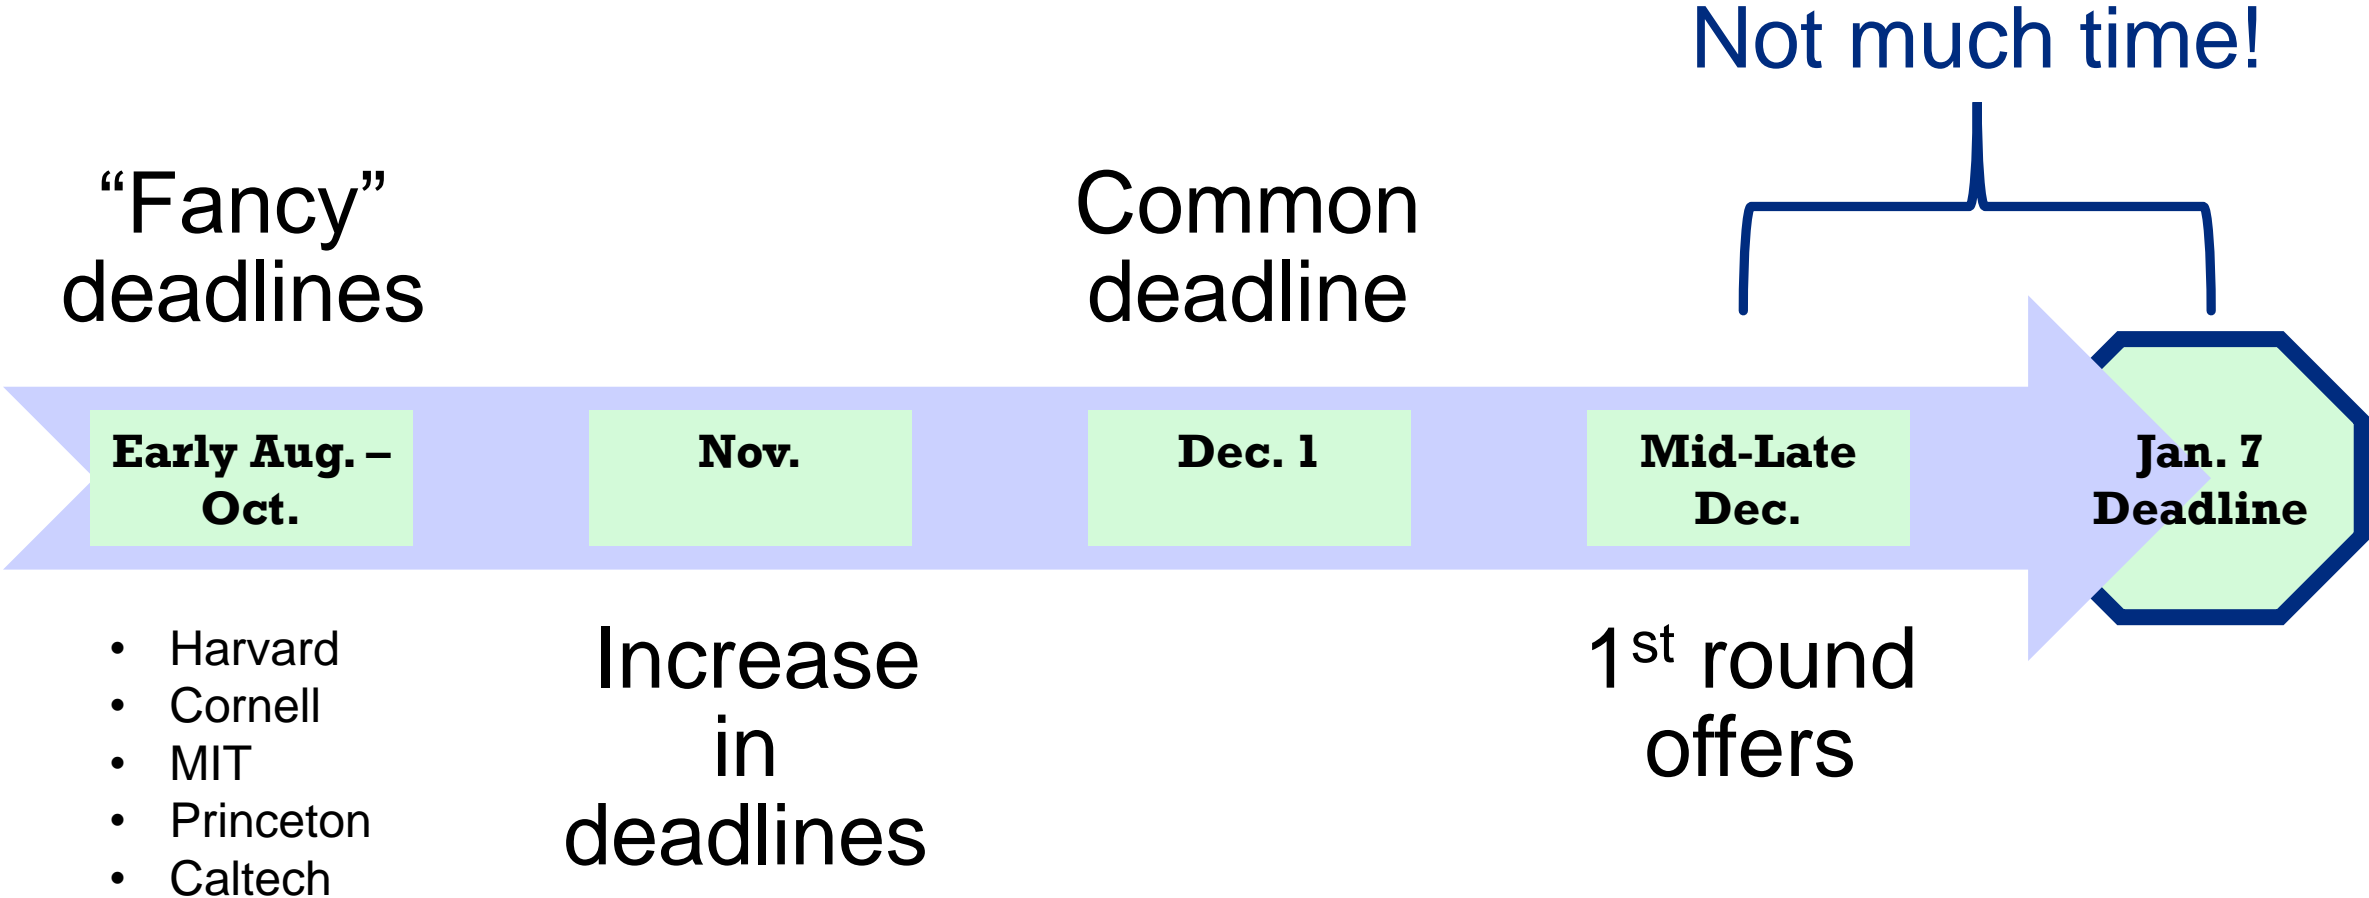 Not much time!
“Fancy”
deadlines
Common
deadline
Early Aug. –
Oct.
Nov.
Dec. 1
Mid-Late
Dec.
Jan. 7
Deadline
• Harvard
• Cornell
• MIT
• Princeton
• Caltech
Increase
in
deadlines
1st round
offers